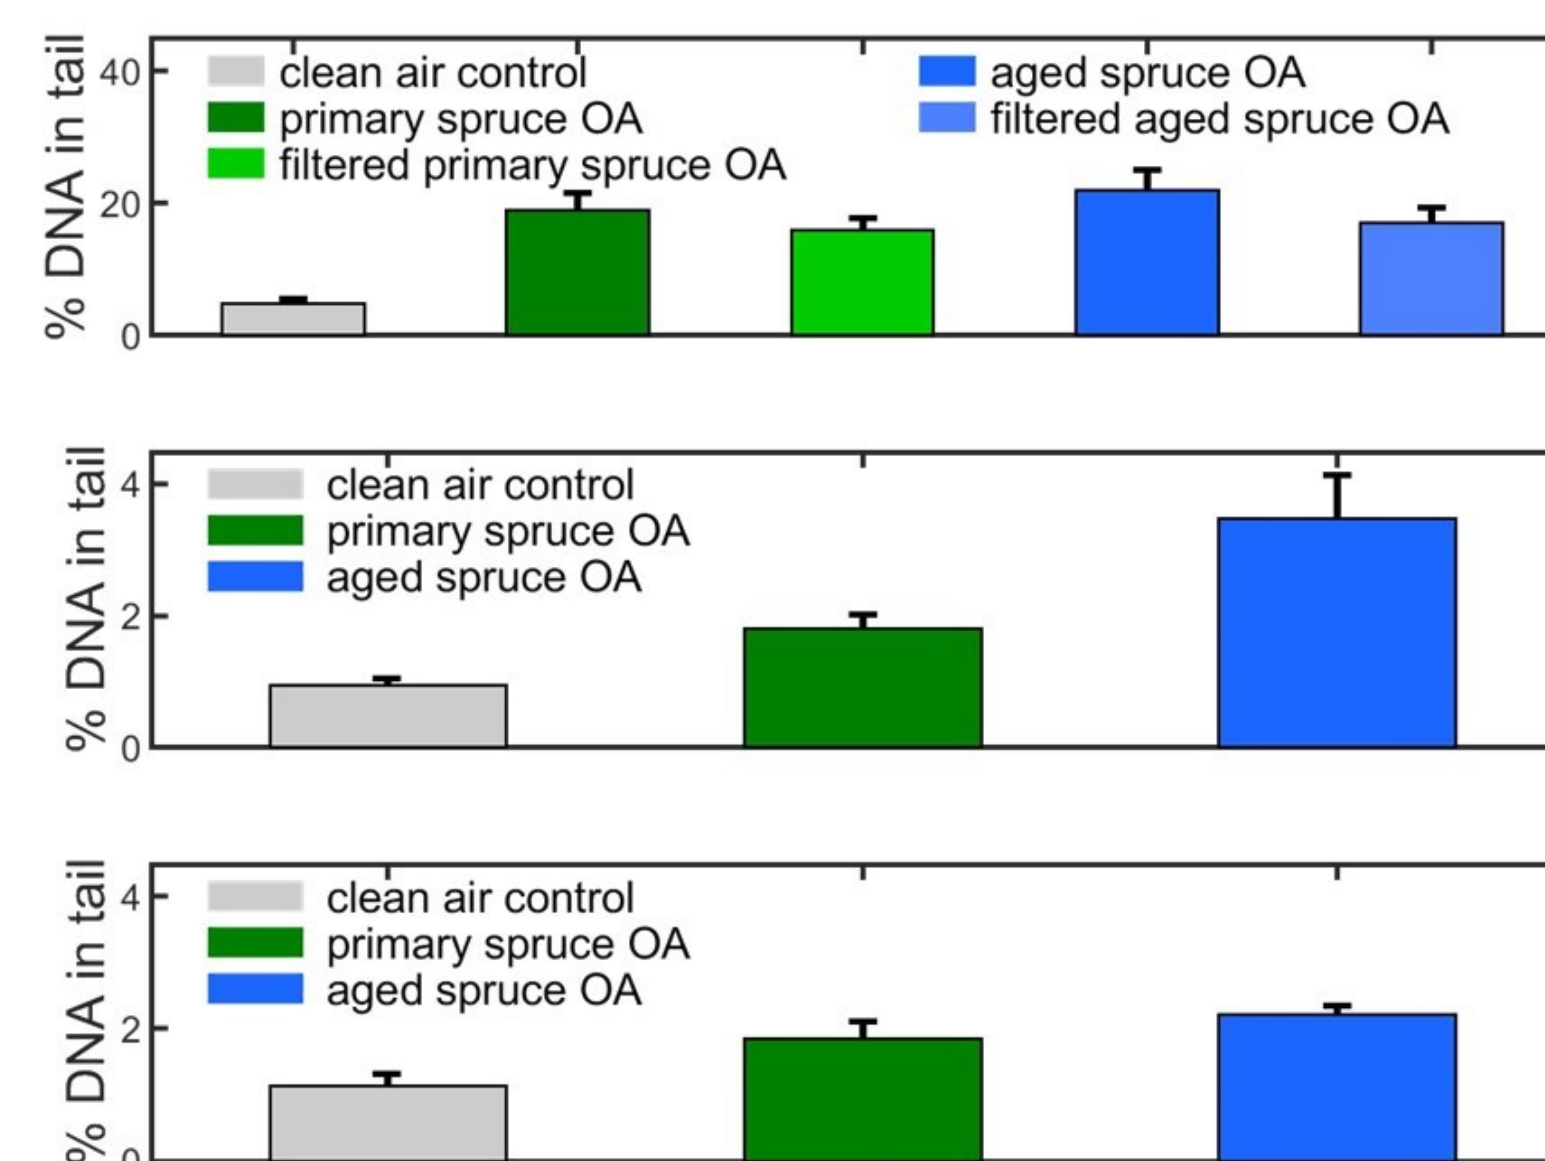 % DNA in tail
40
20
0
clean air control
primary spruce OA
filtered primary spruce OA
aged spruce OA
filtered aged spruce OA
% DNA in tail
4
2
0
clean air control
primary spruce OA
aged spruce OA
% DNA in tail
4
2
0
clean air control
primary spruce OA
aged spruce OA